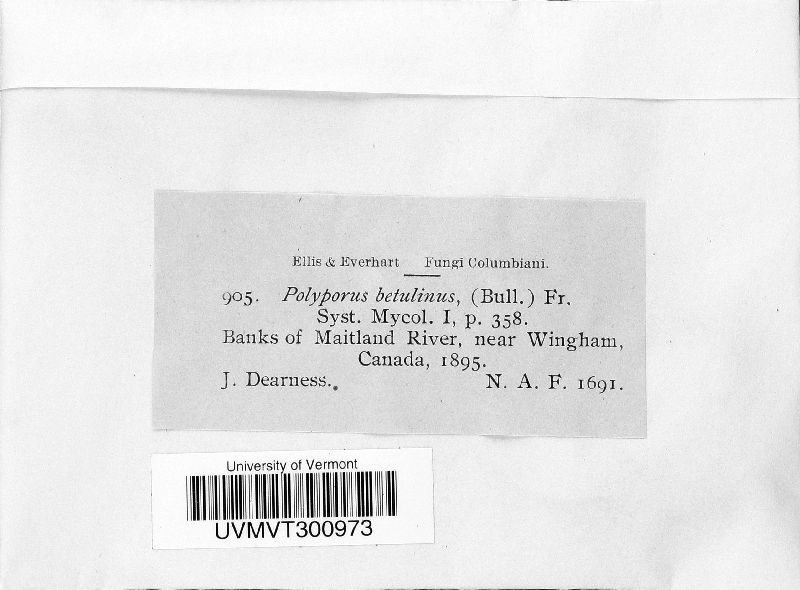 Ellis & Everhart Fungi Columbiani.
905. Polyporus betulinus, (Bull.) Fr.
Syst. Mycol. I, p. 358.
Banks of Maitland River, near Wingham,
Canada, 1895.
J. Dearness. N. A. F. 1691.
University of Vermont
UVMVT300973